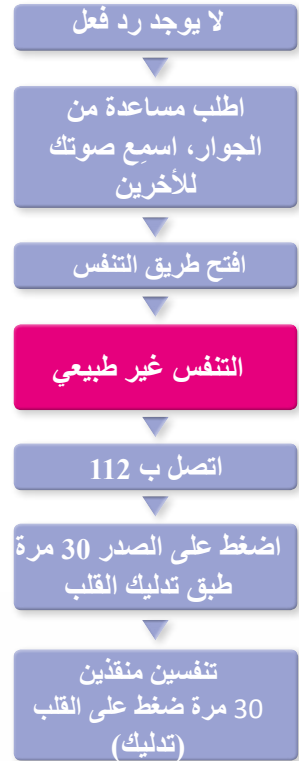 لا يوجد رد فعل
اطلب مساعدة من
الجوار، اسمِع صوتك
للأخرين
افتح طريق التنفس
التنفس غير طبيعي
اتصل ب 112
اضغط على الصدر 30 مرة
طبق تدليك القلب
تنفسين منقذين
30 مرة ضغط على القلب
(تدليك)